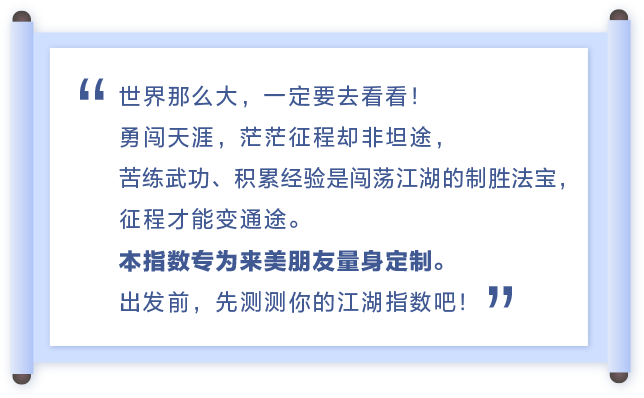 “世界那么大，一定要去看看！
勇闯天涯，茫茫征程却非坦途，
苦练武功、积累经验是闯荡江湖的制胜法宝，
征程才能变通途。
本指数专为来美朋友量身定制。
出发前，先测测你的江湖指数吧！”